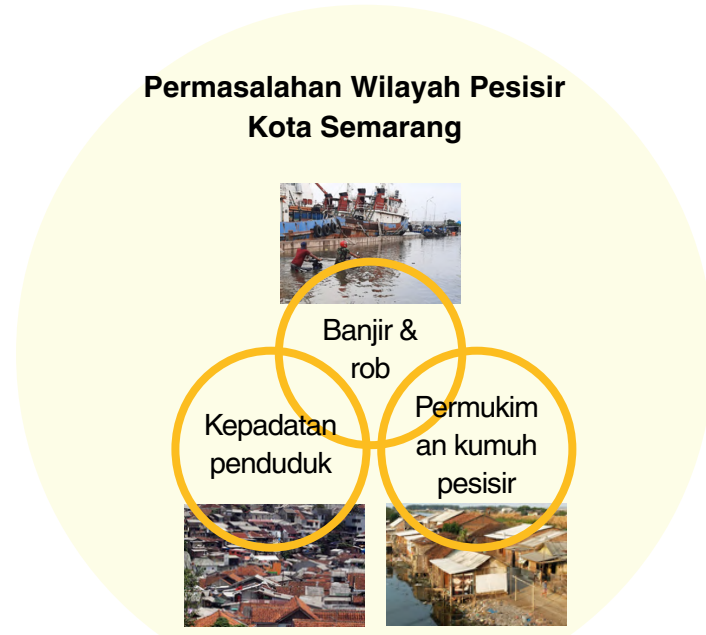 Permasalahan Wilayah Pesisir
Kota Semarang
Banjir &
rob
Kepadatan
penduduk
Permukim
an kumuh
pesisir